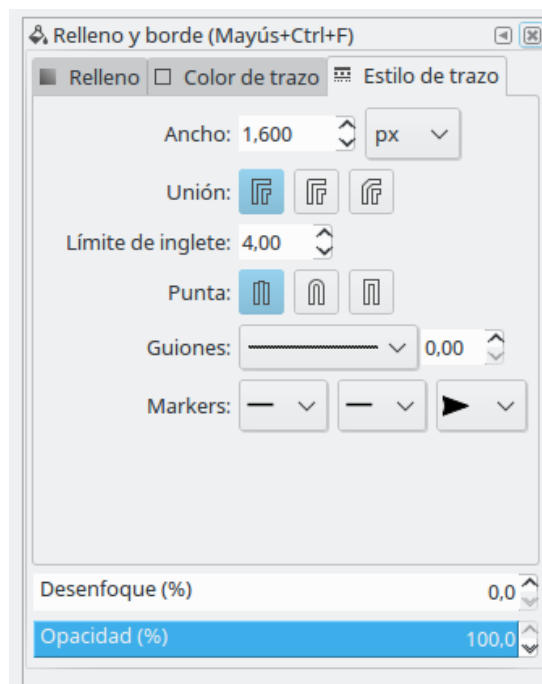 Relleno y borde (Mayús+Ctrl+F)
Relleno Color de trazo Estilo de trazo
Ancho: 1,600 px
Unión:
Límite de inglete: 4,00
Punta:
Guiones: 0,00
Markers:
Desenfoque (%) 0,0
Opacidad (%) 100,0